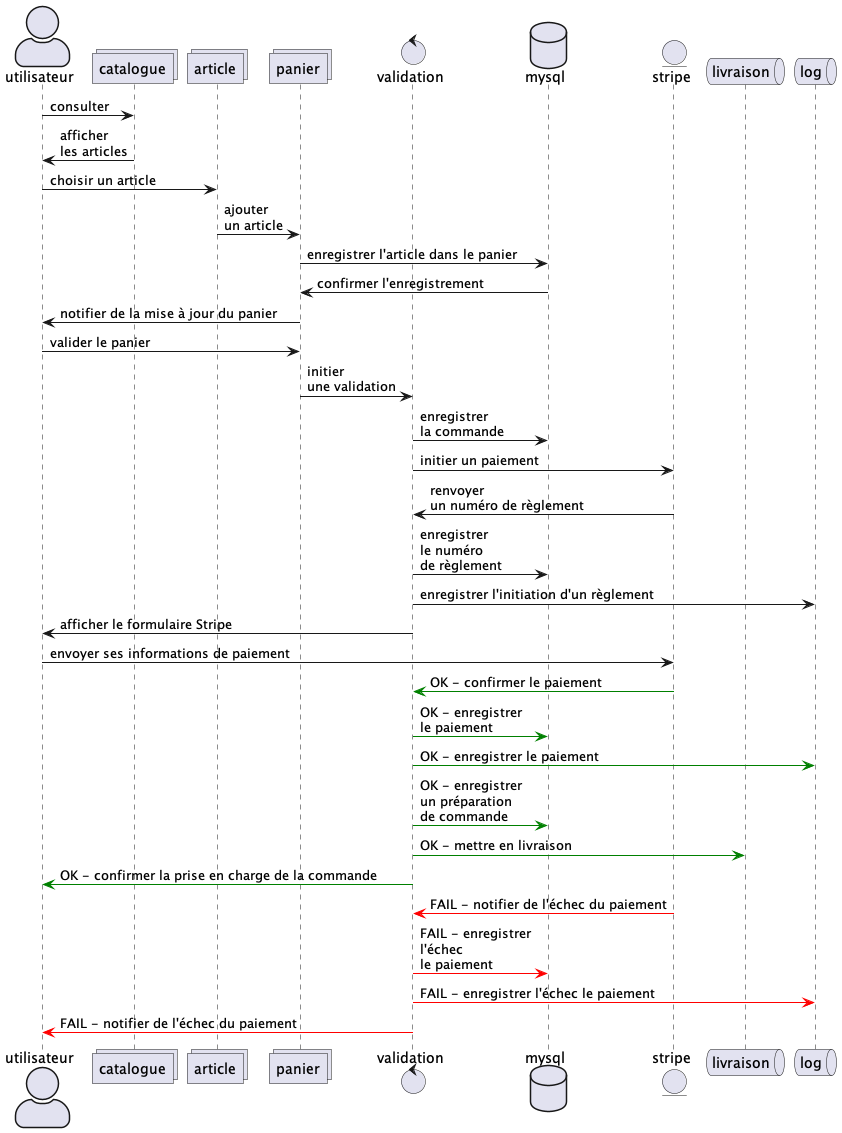 utilisateur
catalogue
article
panier
validation
mysql
stripe
livraison
log
consulter
afficher
les articles
choisir un article
ajouter
un article
enregistrer l'article dans le panier
confirmer l'enregistrement
notifier de la mise à jour du panier
valider le panier
initier
une validation
enregistrer
la commande
initier un paiement
renvoyer
un numéro de règlement
enregistrer
le numéro
de règlement
enregistrer l'initiation d'un règlement
afficher le formulaire Stripe
envoyer ses informations de paiement
OK – confirmer le paiement
OK – enregistrer
le paiement
OK – enregistrer le paiement
OK – enregistrer
un préparation
de commande
OK – mettre en livraison
OK – confirmer la prise en charge de la commande
FAIL – notifier de l'échec du paiement
FAIL – enregistrer
l'échec
le paiement
FAIL – enregistrer l'échec le paiement
FAIL – notifier de l'échec du paiement
utilisateur
catalogue
article
panier
validation
mysql
stripe
livraison
log